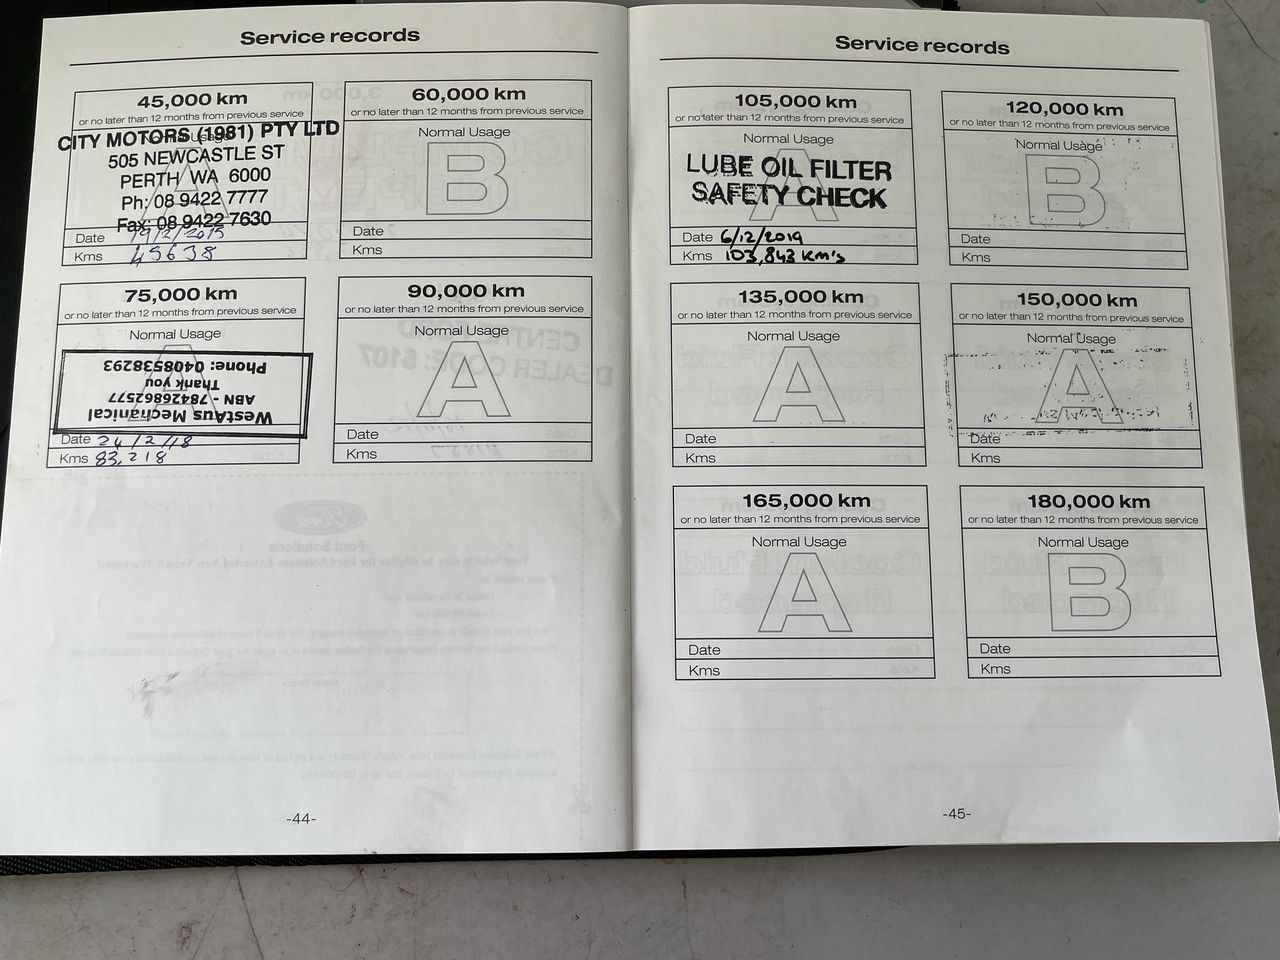 Service records
45,000 km
or no later than 12 months from previous service
Normal Usage
A
CITY MOTORS (1981) PTY LTD
505 NEWCASTLE ST
PERTH WA 6000
Ph: 08 9422 7777
Fax: 08 9422 7630
Date 19/2/2015
Kms 45638
60,000 km
or no later than 12 months from previous service
Normal Usage
B
Date
Kms
75,000 km
or no later than 12 months from previous service
Normal Usage
A
WestAus Mechanical
ABN - 78426862577
Thank you
Phone: 0408538293
Date 24/2/18
Kms 83,218
90,000 km
or no later than 12 months from previous service
Normal Usage
A
Date
Kms
-44-
Service records
105,000 km
or no later than 12 months from previous service
Normal Usage
A
LUBE OIL FILTER
SAFETY CHECK
Date 6/12/2019
Kms 103,843 km's
120,000 km
or no later than 12 months from previous service
Normal Usage
B
Date
Kms
135,000 km
or no later than 12 months from previous service
Normal Usage
A
Date
Kms
150,000 km
or no later than 12 months from previous service
Normal Usage
A
Date
Kms
165,000 km
or no later than 12 months from previous service
Normal Usage
A
Date
Kms
180,000 km
or no later than 12 months from previous service
Normal Usage
B
Date
Kms
-45-